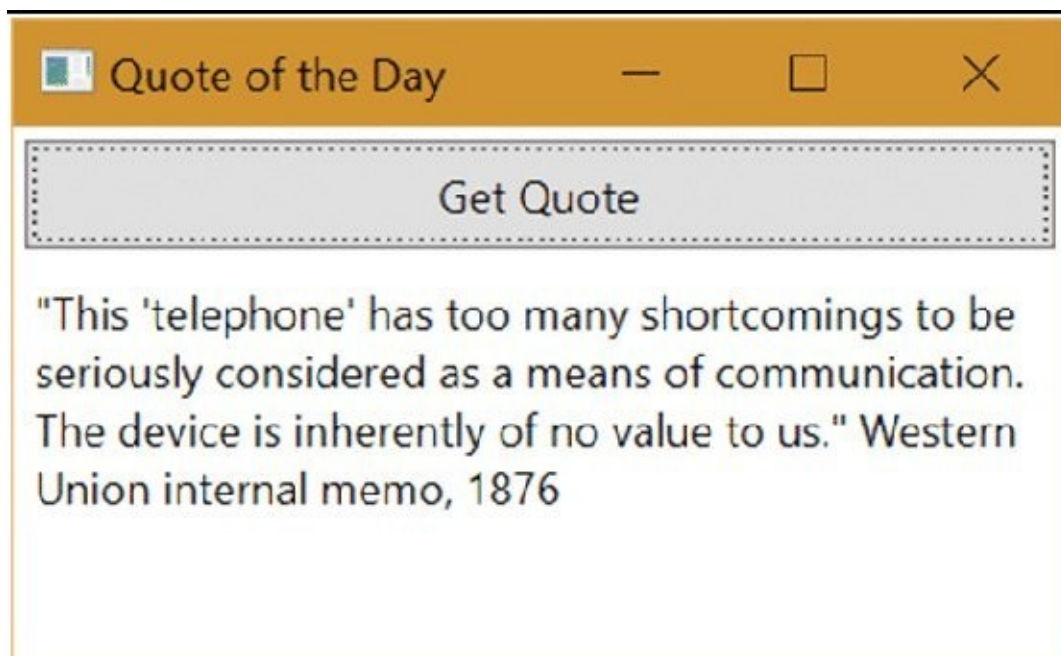 Quote of the Day
Get Quote
"This 'telephone' has too many shortcomings to be
seriously considered as a means of communication.
The device is inherently of no value to us." Western
Union internal memo, 1876